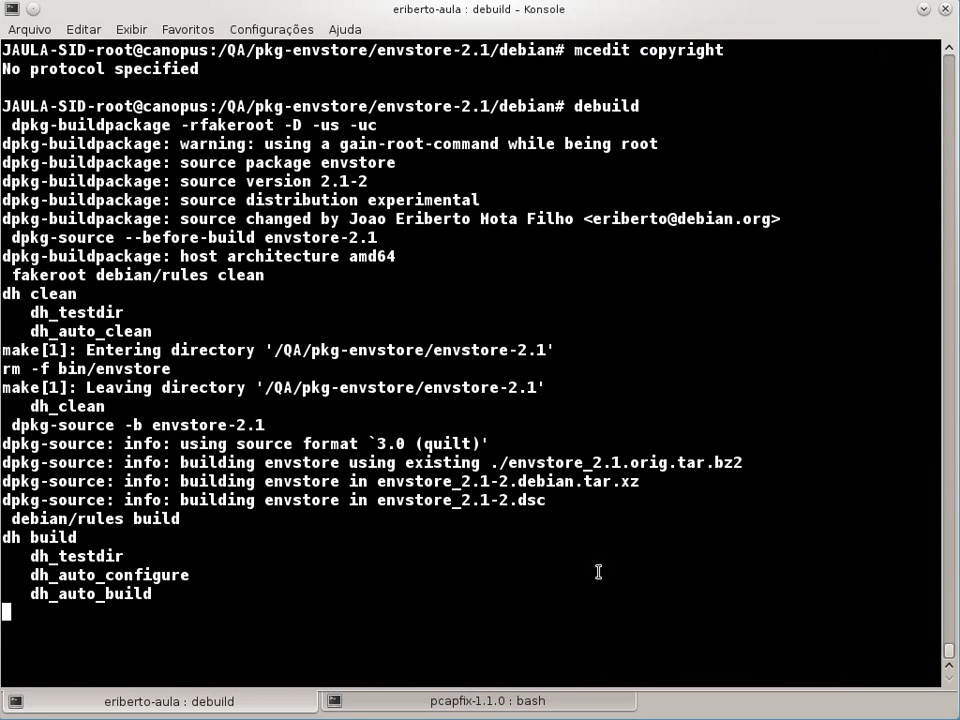 eriberto-aula : debuild – Konsole
Arquivo Editar Exibir Favoritos Configurações Ajuda
JAULA-SID-root@canopus:/QA/pkg-envstore/envstore-2.1/debian# mcedit copyright
No protocol specified
JAULA-SID-root@canopus:/QA/pkg-envstore/envstore-2.1/debian# debuild
dpkg-buildpackage -rfakeroot -D -us -uc
dpkg-buildpackage: warning: using a gain-root-command while being root
dpkg-buildpackage: source package envstore
dpkg-buildpackage: source version 2.1-2
dpkg-buildpackage: source distribution experimental
dpkg-buildpackage: source changed by Joao Eriberto Mota Filho <eriberto@debian.org>
dpkg-source --before-build envstore-2.1
dpkg-buildpackage: host architecture amd64
fakeroot debian/rules clean
dh clean
dh_testdir
dh_auto_clean
make[1]: Entering directory '/QA/pkg-envstore/envstore-2.1'
rm -f bin/envstore
make[1]: Leaving directory '/QA/pkg-envstore/envstore-2.1'
dh_clean
dpkg-source -b envstore-2.1
dpkg-source: info: using source format `3.0 (quilt)'
dpkg-source: info: building envstore using existing ./envstore_2.1.orig.tar.bz2
dpkg-source: info: building envstore in envstore_2.1-2.debian.tar.xz
dpkg-source: info: building envstore in envstore_2.1-2.dsc
debian/rules build
dh build
dh_testdir
dh_auto_configure
dh_auto_build
eriberto-aula : debuild
pcapfix-1.1.0 : bash